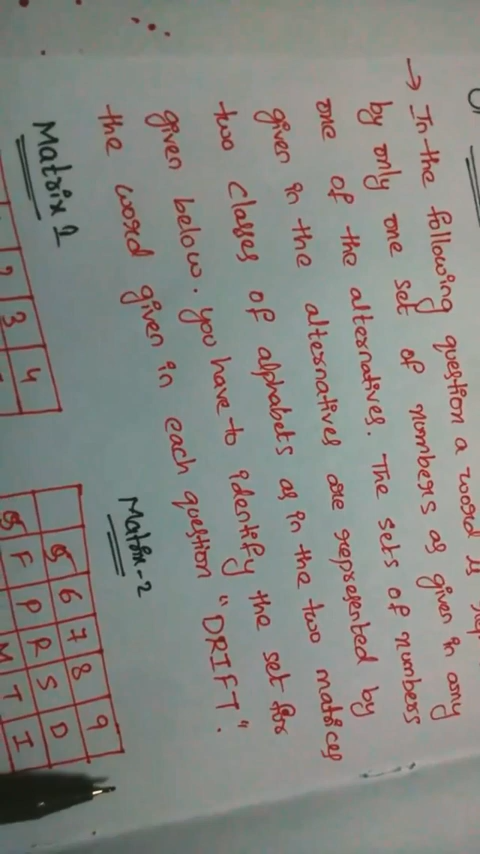 → In the following question a word is
by only one set of numbers as given in any
one of the alternatives. The sets of numbers
given in the alternatives are represented by
two classes of alphabets as in the two matrices
given below. you have to identify the set for
the word given in each question "DRIFT".
Matrix 1
2 3 4
Matrix-2
5 6 7 8 9
5 F P R S D
M T I